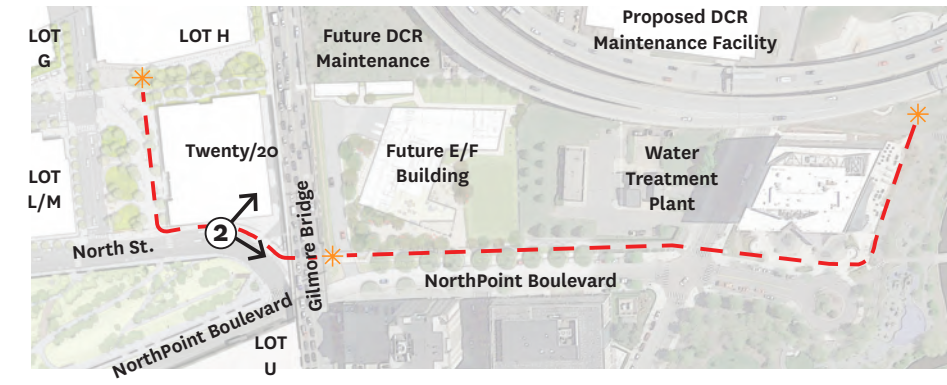 LOT
G
LOT H
Future DCR
Maintenance
Proposed DCR
Maintenance Facility
Twenty/20
Future E/F
Building
Water
Treatment
Plant
LOT
L/M
2
North St.
Gilmore Bridge
NorthPoint Boulevard
NorthPoint Boulevard
LOT
U